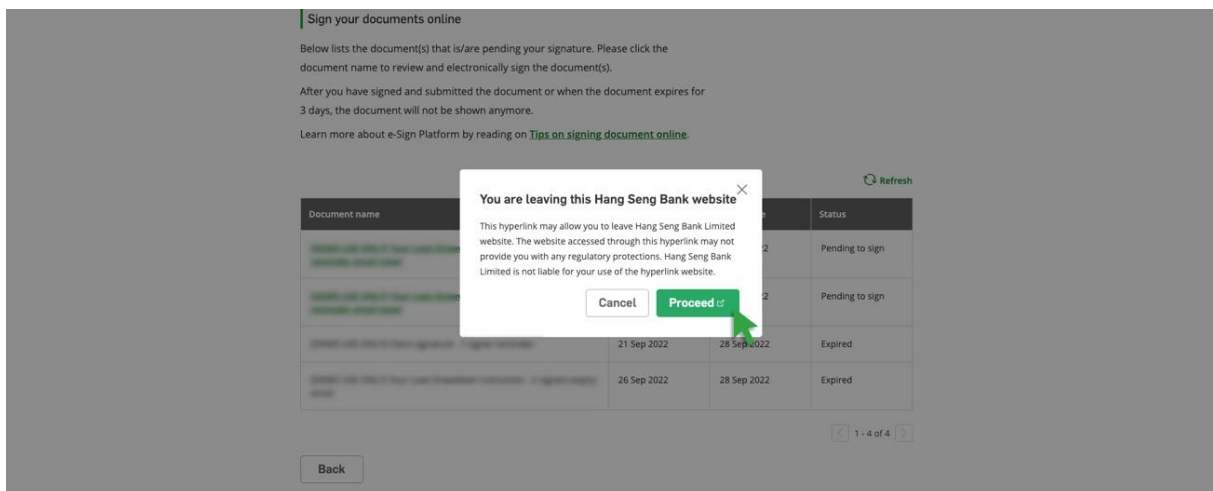 Sign your documents online
Below lists the document(s) that is/are pending your signature. Please click the
document name to review and electronically sign the document(s).
After you have signed and submitted the document or when the document expires for
3 days, the document will not be shown anymore.
Learn more about e-Sign Platform by reading on Tips on signing document online.
Refresh
You are leaving this Hang Seng Bank website
This hyperlink may allow you to leave Hang Seng Bank Limited
website. The website accessed through this hyperlink may not
provide you with any regulatory protections. Hang Seng Bank
Limited is not liable for your use of the hyperlink website.
Cancel Proceed
Document name Status
Pending to sign
Pending to sign
21 Sep 2022 28 Sep 2022 Expired
26 Sep 2022 28 Sep 2022 Expired
1 - 4 of 4
Back